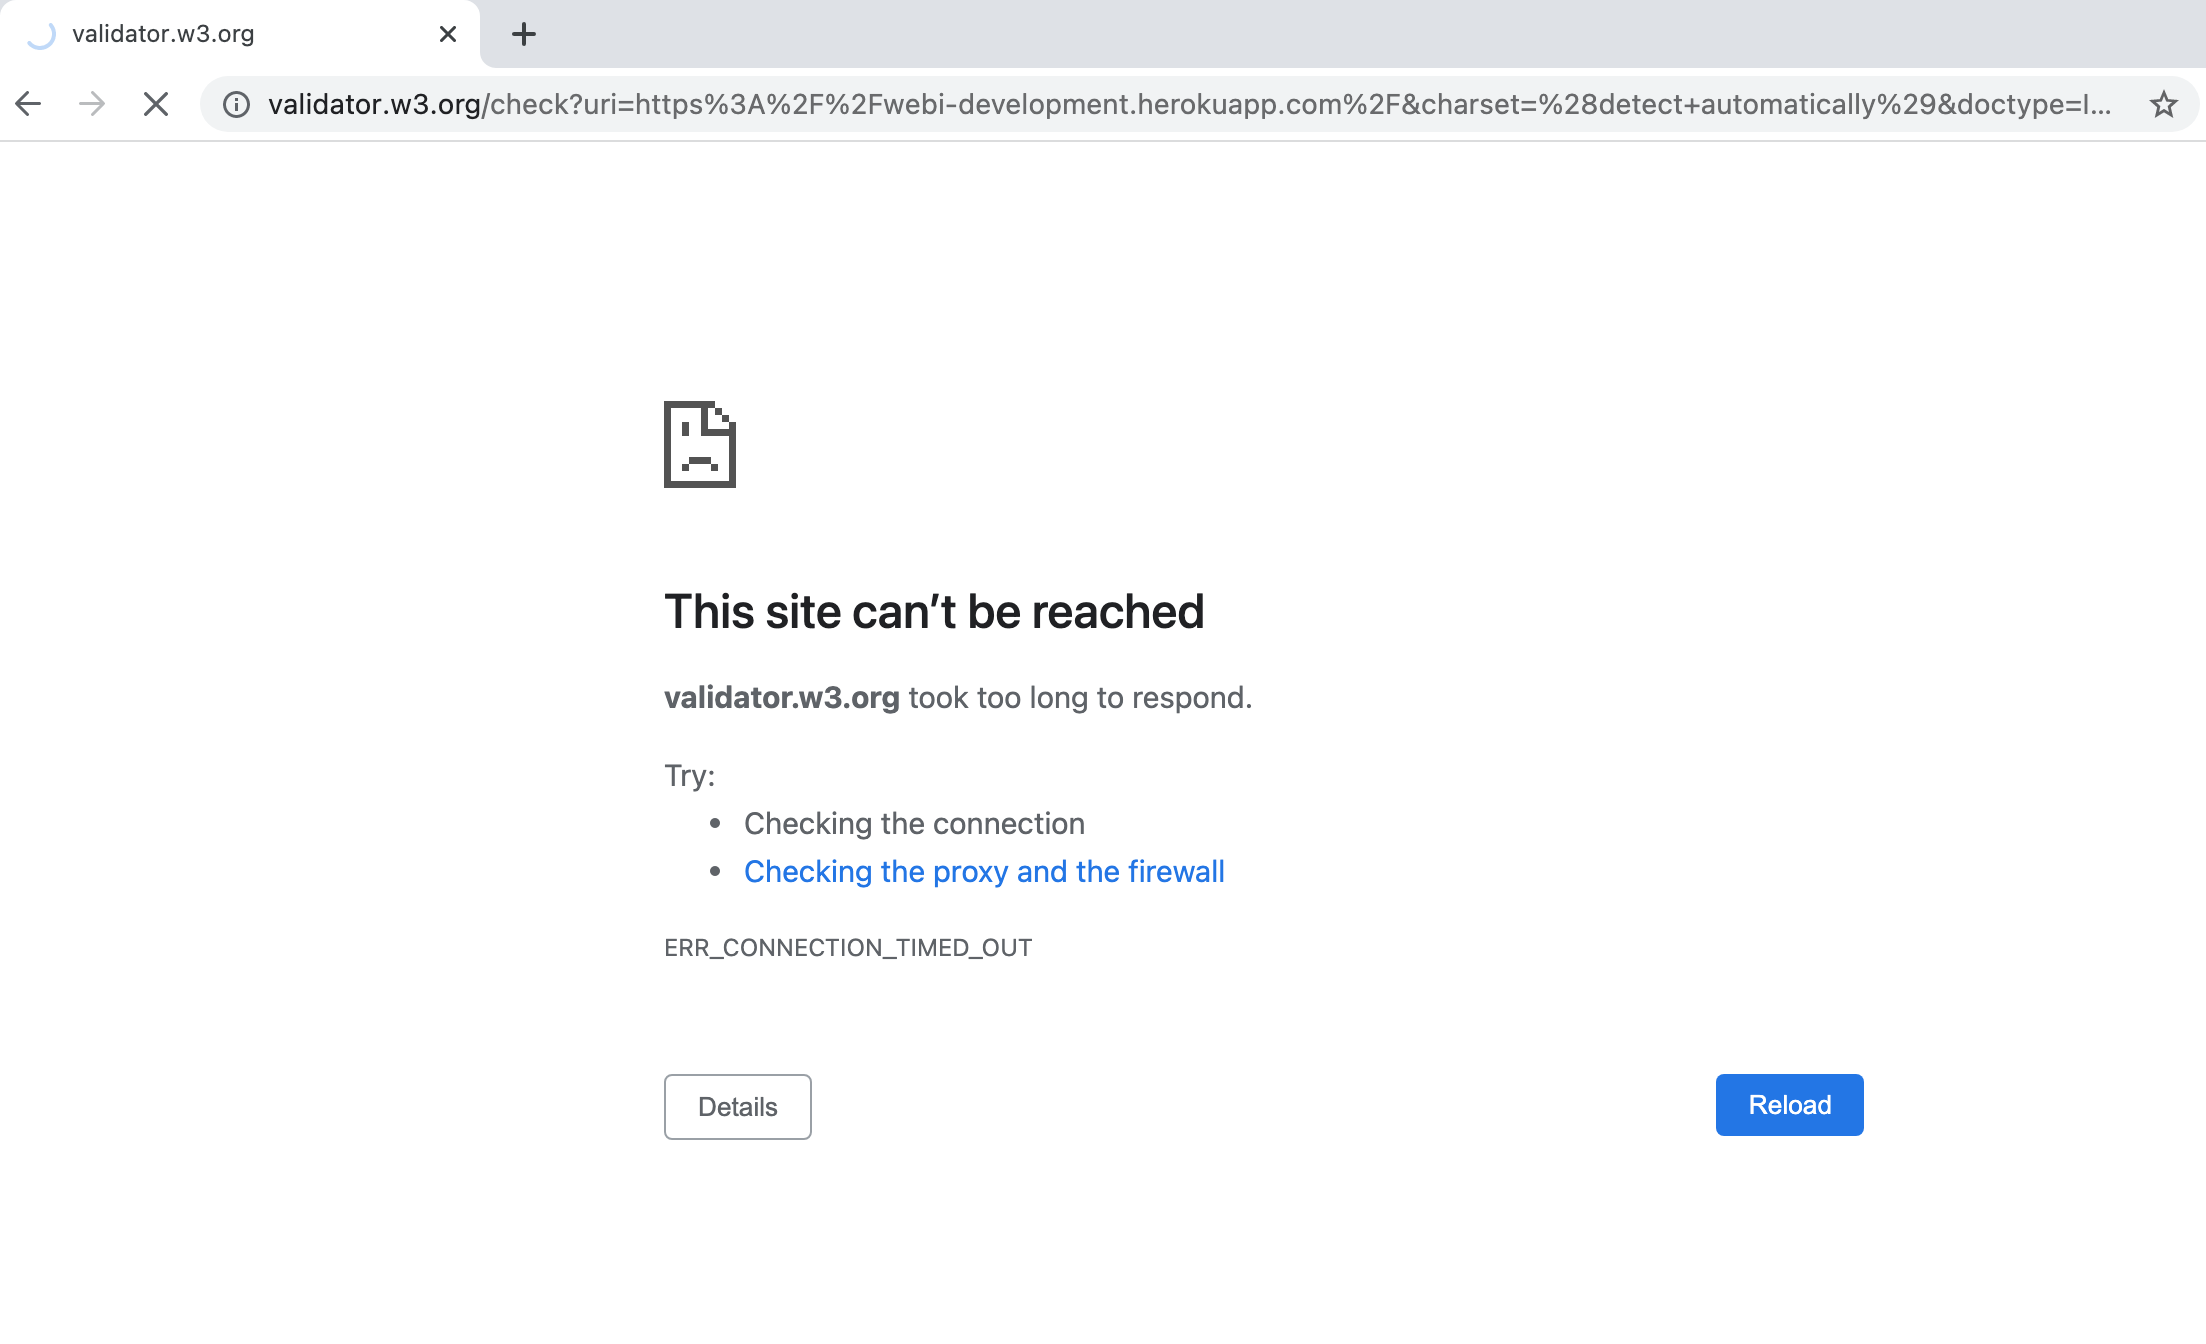 validator.w3.org
validator.w3.org/check?uri=https%3A%2F%2Fwebi-development.herokuapp.com%2F&charset=%28detect+automatically%29&doctype=I...
This site can’t be reached
validator.w3.org took too long to respond.
Try:
• Checking the connection
• Checking the proxy and the firewall
ERR_CONNECTION_TIMED_OUT
Details
Reload